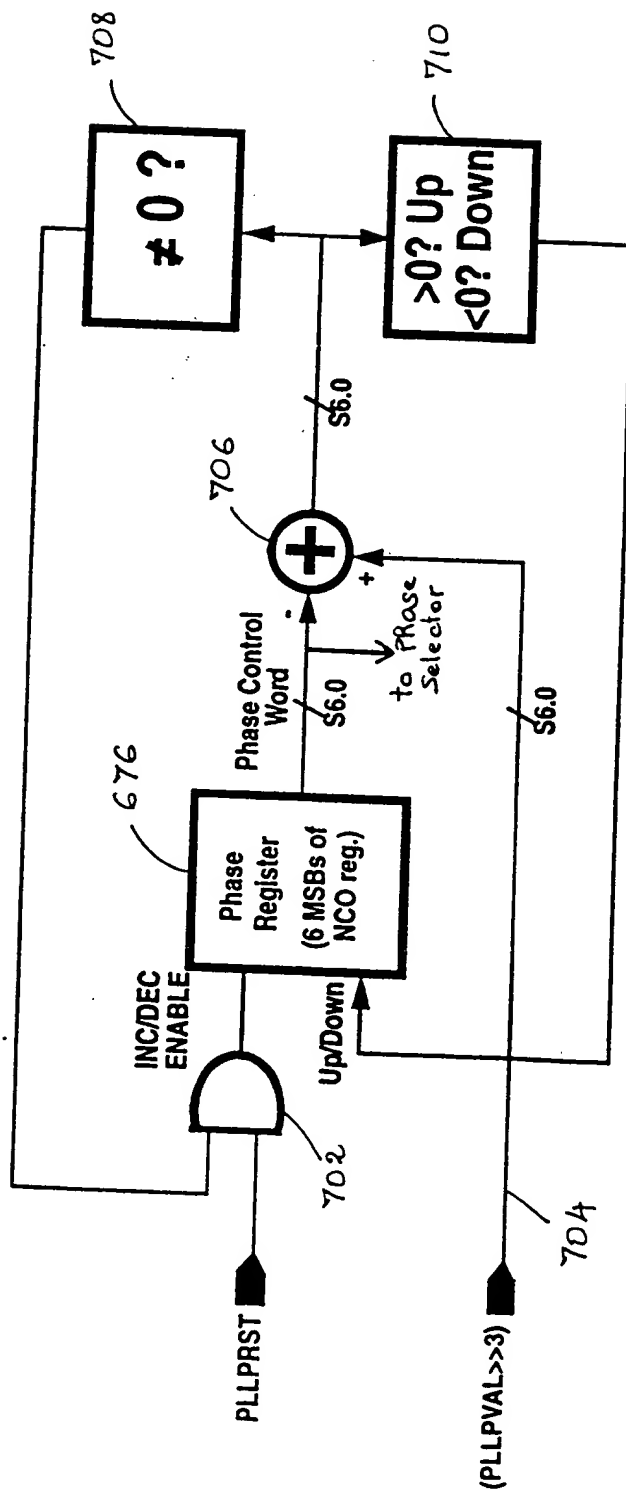 708
≠ 0 ?
710
>0? Up
<0? Down
S6.0
706
+
-
+
Phase Control
Word
S6.0
to PRase
Selector
S6.0
676
Phase
Register
(6 MSBs of
NCO reg.)
INC/DEC
ENABLE
Up/Down
702
704
PLLPRST
(PLLPVAL>>3)